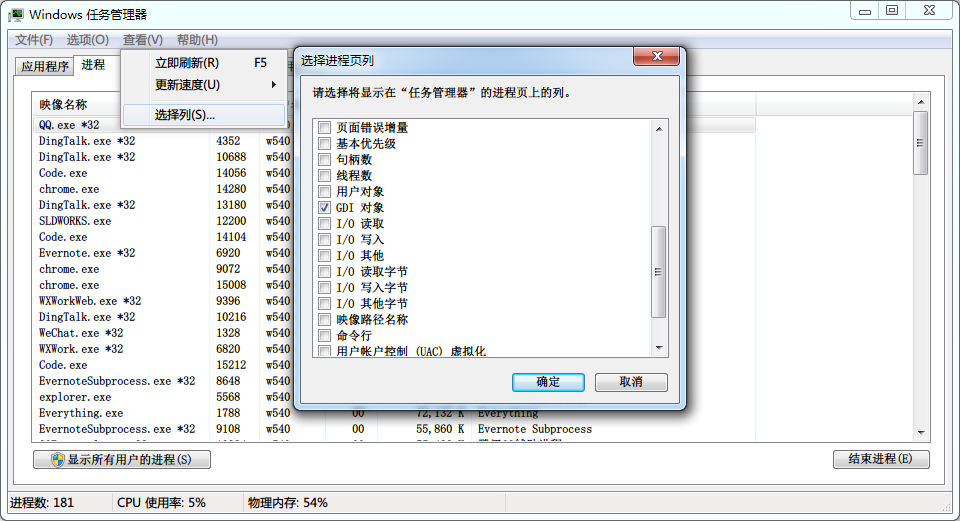 Windows 任务管理器
文件(F) 选项(O) 查看(V) 帮助(H)
应用程序 进程
立即刷新(R) F5
更新速度(U)
选择列(S)...
映像名称
QQ.exe *32
DingTalk.exe *32 4352 w540
DingTalk.exe *32 10688 w540
Code.exe 14056 w540
chrome.exe 14280 w540
DingTalk.exe *32 13180 w540
SLDWORKS.exe 12200 w540
Code.exe 14104 w540
Evernote.exe *32 6920 w540
chrome.exe 9072 w540
chrome.exe 15008 w540
WXWorkWeb.exe *32 9396 w540
DingTalk.exe *32 10216 w540
WeChat.exe *32 1328 w540
WXWork.exe *32 6820 w540
Code.exe 15212 w540
EvernoteSubprocess.exe *32 8648 w540
explorer.exe 5568 w540
Everything.exe 1788 w540 00 72,132 K Everything
EvernoteSubprocess.exe *32 9108 w540 00 55,860 K Evernote Subprocess
选择进程页列
请选择将显示在“任务管理器”的进程页上的列。
页面错误增量
基本优先级
句柄数
线程数
用户对象
GDI 对象
I/O 读取
I/O 写入
I/O 其他
I/O 读取字节
I/O 写入字节
I/O 其他字节
映像路径名称
命令行
用户帐户控制 (UAC) 虚拟化
确定 取消
显示所有用户的进程(S) 结束进程(E)
进程数: 181 CPU 使用率: 5% 物理内存: 54%